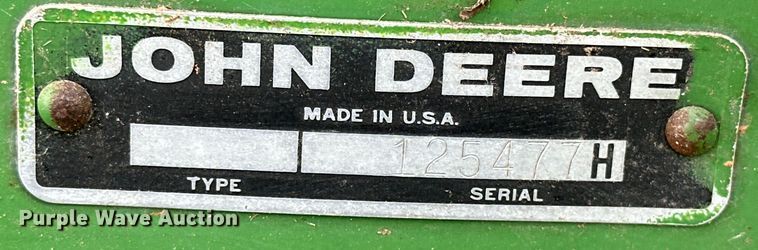 JOHN DEERE
MADE IN U.S.A.
125477H
TYPE SERIAL
Purple Wave Auction